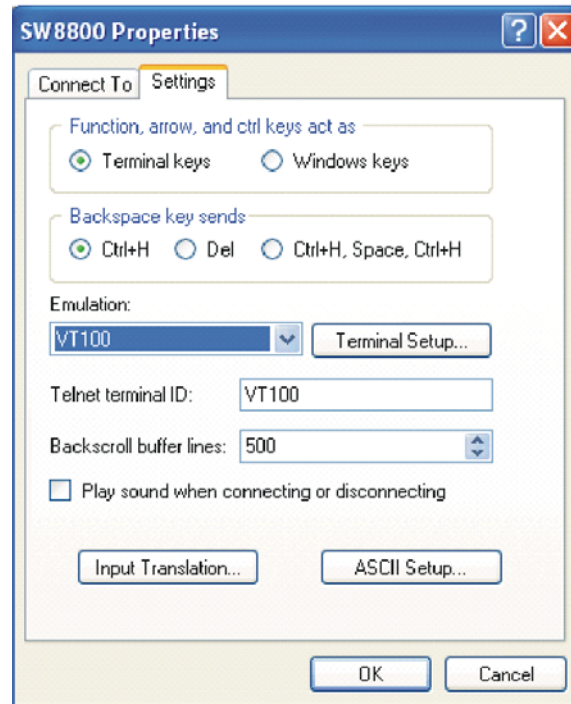 SW8800 Properties
Connect To Settings
Function, arrow, and ctrl keys act as
Terminal keys Windows keys
Backspace key sends
Ctrl+H Del Ctrl+H, Space, Ctrl+H
Emulation:
VT100 Terminal Setup...
Telnet terminal ID: VT100
Backscroll buffer lines: 500
Play sound when connecting or disconnecting
Input Translation... ASCII Setup...
OK Cancel